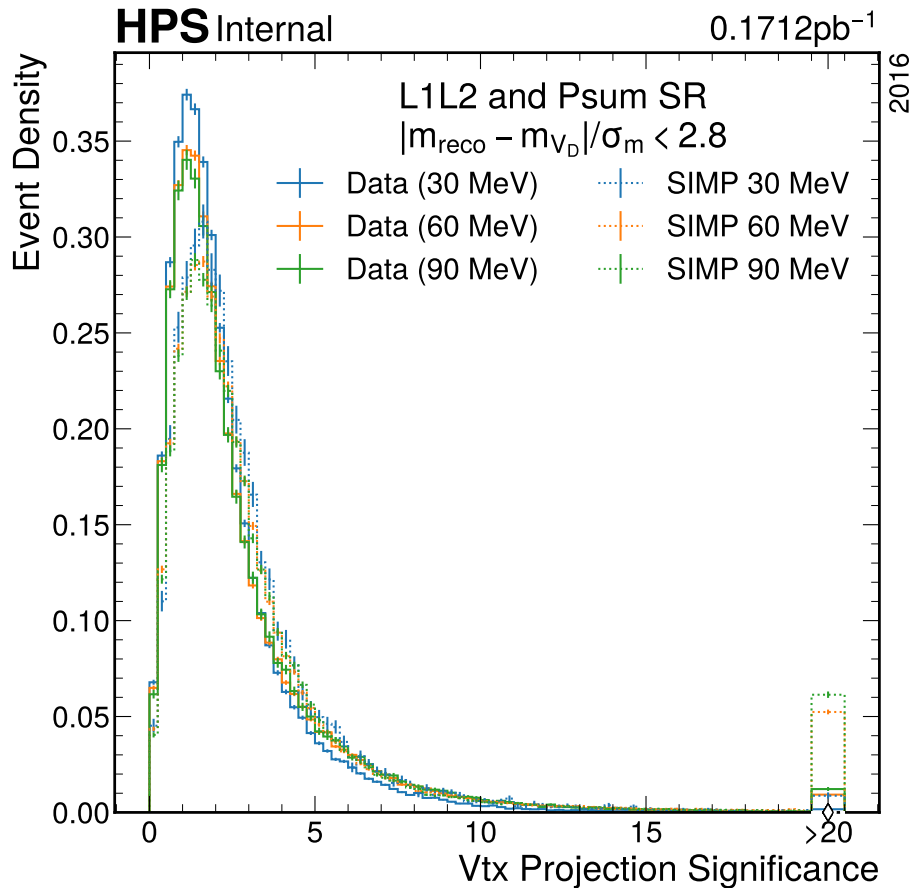 HPS Internal 0.1712pb⁻¹
2016
L1L2 and Psum SR
|m_reco − m_V_D|/σ_m < 2.8
Data (30 MeV) SIMP 30 MeV
Data (60 MeV) SIMP 60 MeV
Data (90 MeV) SIMP 90 MeV
Event Density
0.35
0.30
0.25
0.20
0.15
0.10
0.05
0.00
0 5 10 15 >20
Vtx Projection Significance